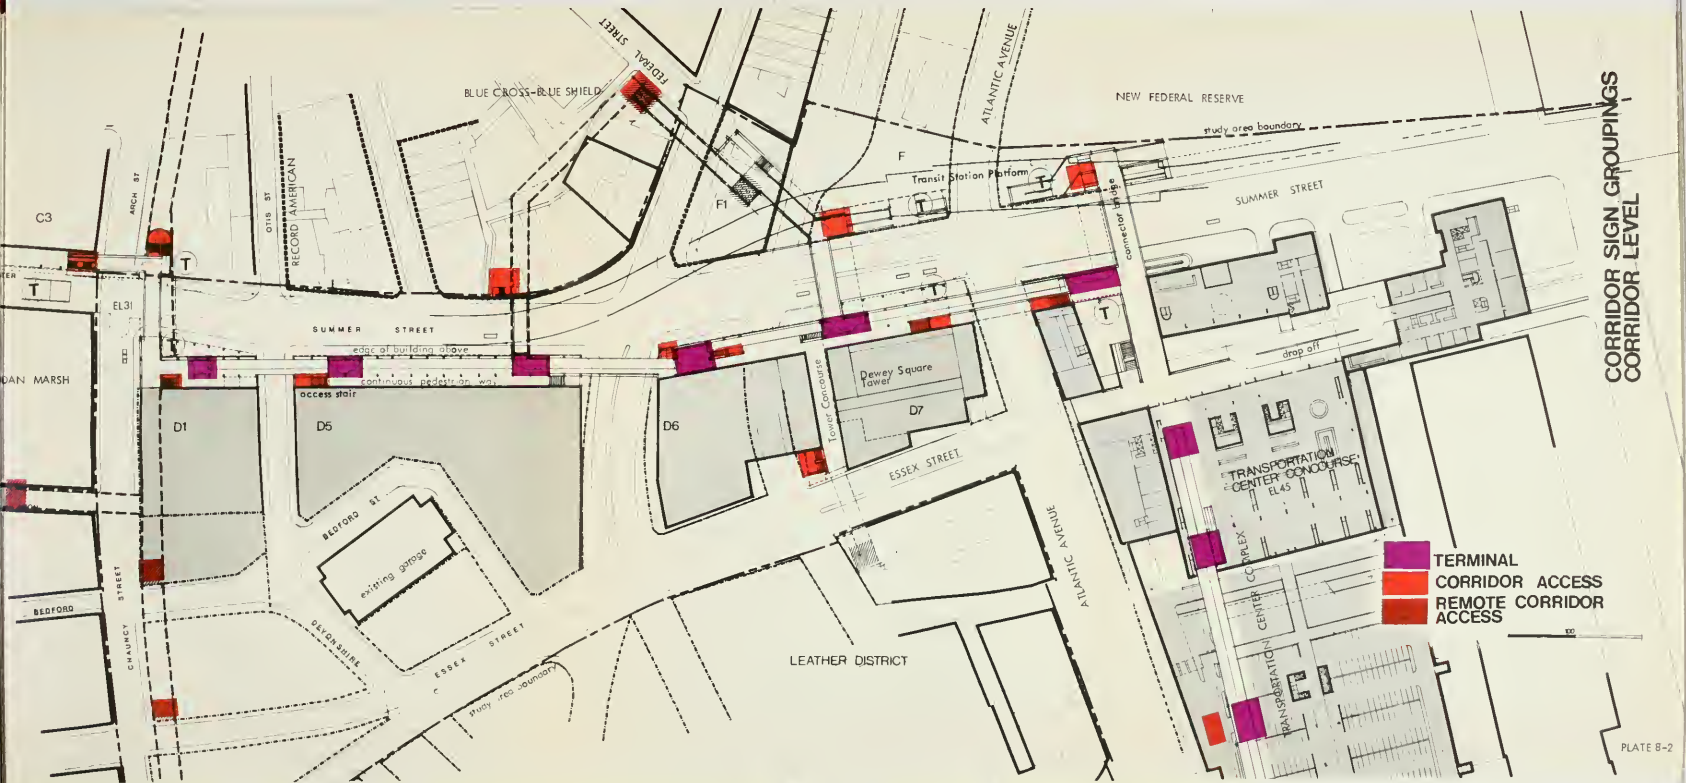 STREET
FEDERAL
ATLANTIC AVENUE
BLUE CROSS-BLUE SHIELD
ATLANTIC AVENUE
NEW FEDERAL RESERVE
study area boundary
CORRIDOR SIGN GROUPINGS
CORRIDOR LEVEL
ARCH ST
C3
OTIS ST
RECORD AMERICAN
F
Transit Station Platform
T
T
F1
connector bridge
SUMMER STREET
T
T
EL31
T
T
SUMMER STREET
edge of building above
continuous pedestrian way
access stair
DAN MARSH
T
drop off
Tower Concourse
Dewey Square
Tower
D1
D5
D6
D7
ESSEX STREET
TRANSPORTATION
CENTER CONCOURSE
EL45
BEDFORD ST.
existing garage
ATLANTIC AVENUE
TERMINAL
CORRIDOR ACCESS
REMOTE CORRIDOR
ACCESS
100
BEDFORD
STREET
CHAUNCY
DEVONSHIRE
ESSEX STREET
study area boundary
LEATHER DISTRICT
TRANSPORTATION CENTER COMPLEX
PLATE 8-2